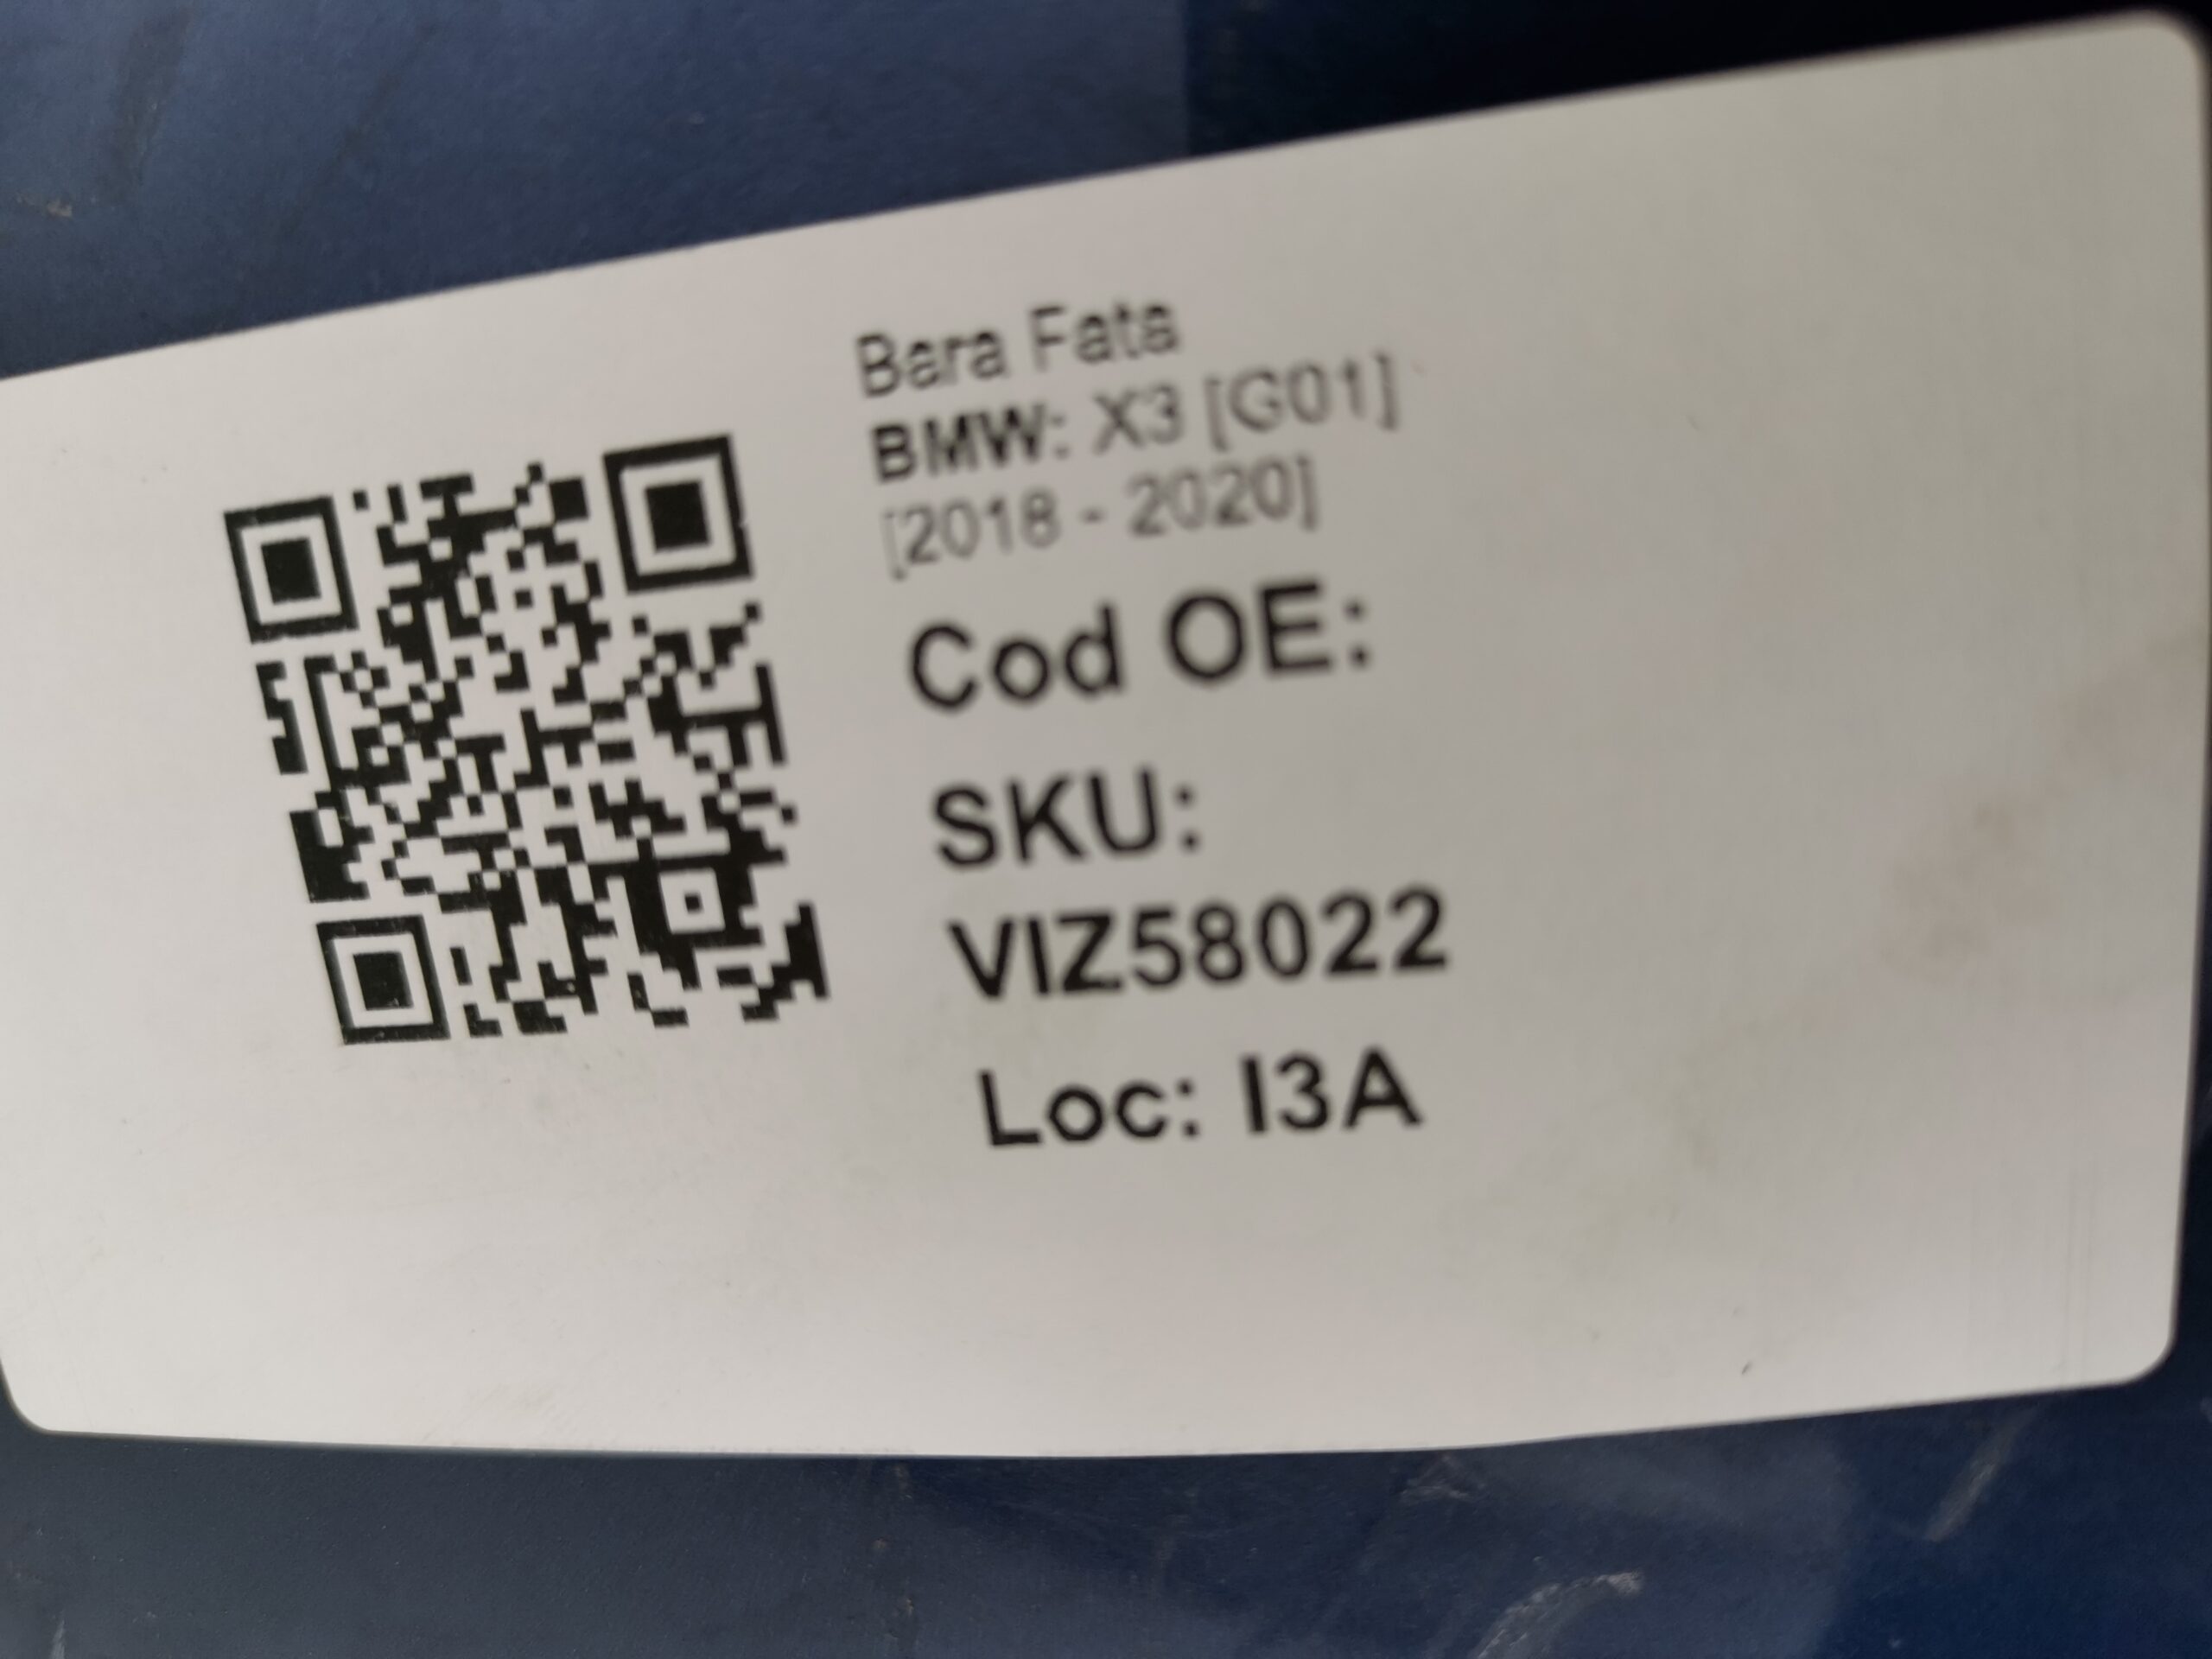 Bara Fata
BMW: X3 [G01]
[2018 - 2020]
Cod OE:
SKU:
VIZ58022
Loc: I3A